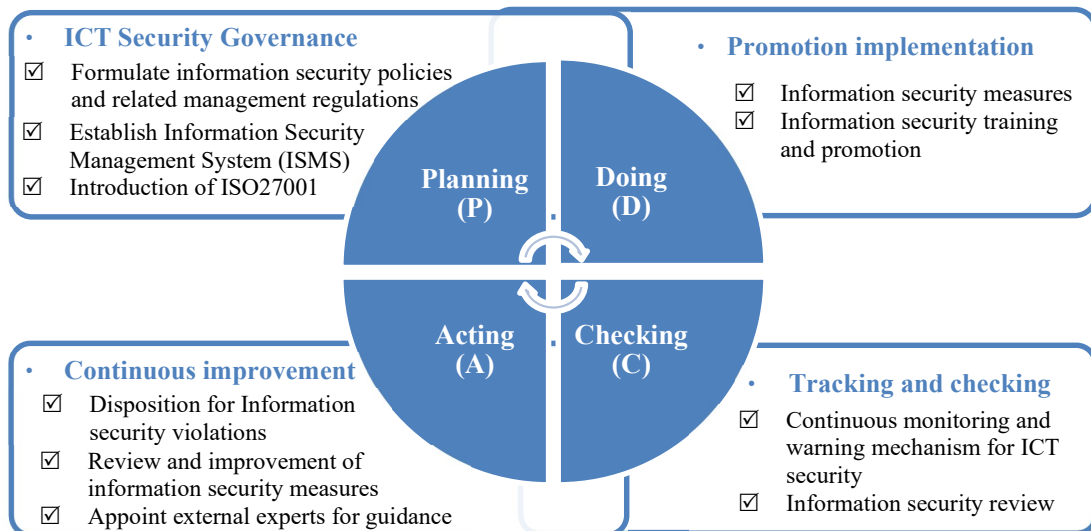 · ICT Security Governance
☑ Formulate information security policies
and related management regulations
☑ Establish Information Security
Management System (ISMS)
☑ Introduction of ISO27001
· Promotion implementation
☑ Information security measures
☑ Information security training
and promotion
Planning
(P)
Doing
(D)
Acting
(A)
Checking
(C)
· Continuous improvement
☑ Disposition for Information
security violations
☑ Review and improvement of
information security measures
☑ Appoint external experts for guidance
· Tracking and checking
☑ Continuous monitoring and
warning mechanism for ICT
security
☑ Information security review